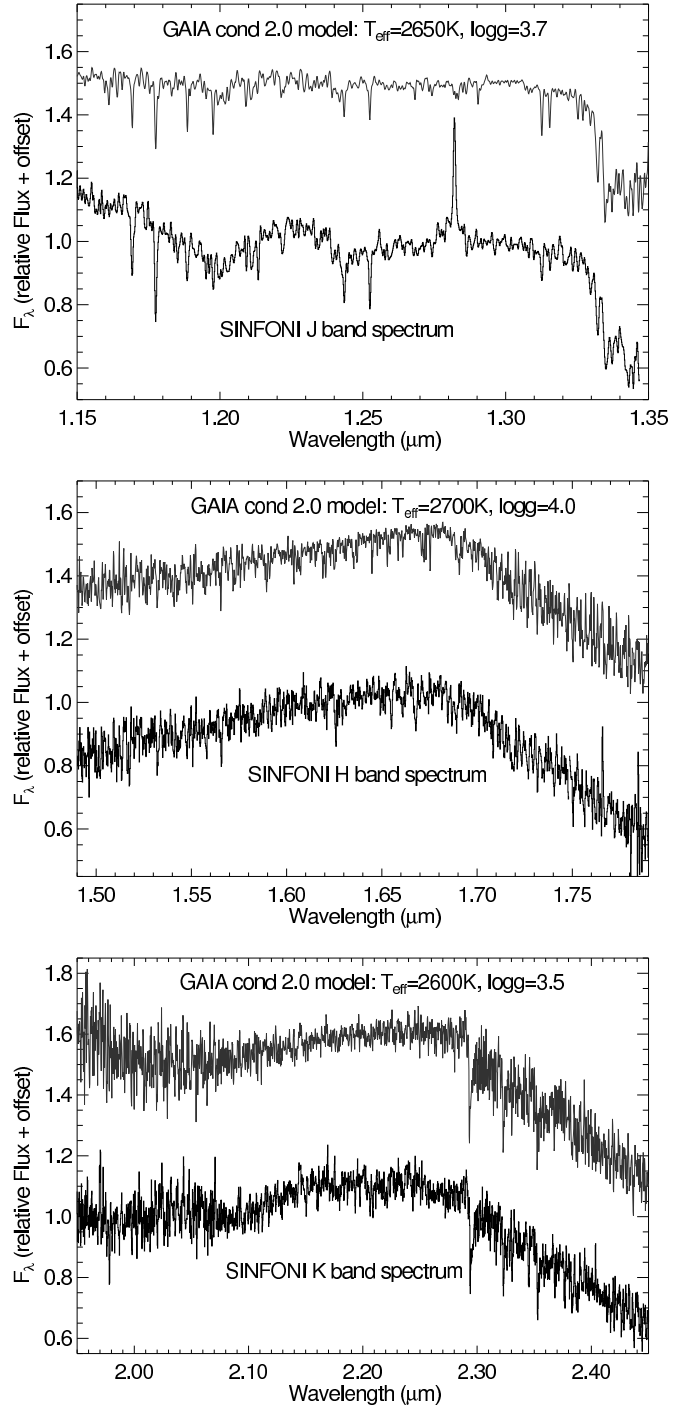 GAIA cond 2.0 model: Teff=2650K, logg=3.7
1.6
1.4
1.2
1.0
0.8
0.6
Fλ (relative Flux + offset)
SINFONI J band spectrum
1.15 1.20 1.25 1.30 1.35
Wavelength (μm)
GAIA cond 2.0 model: Teff=2700K, logg=4.0
1.6
1.4
1.2
1.0
0.8
0.6
Fλ (relative Flux + offset)
SINFONI H band spectrum
1.50 1.55 1.60 1.65 1.70 1.75
Wavelength (μm)
GAIA cond 2.0 model: Teff=2600K, logg=3.5
1.8
1.6
1.4
1.2
1.0
0.8
0.6
Fλ (relative Flux + offset)
SINFONI K band spectrum
2.00 2.10 2.20 2.30 2.40
Wavelength (μm)